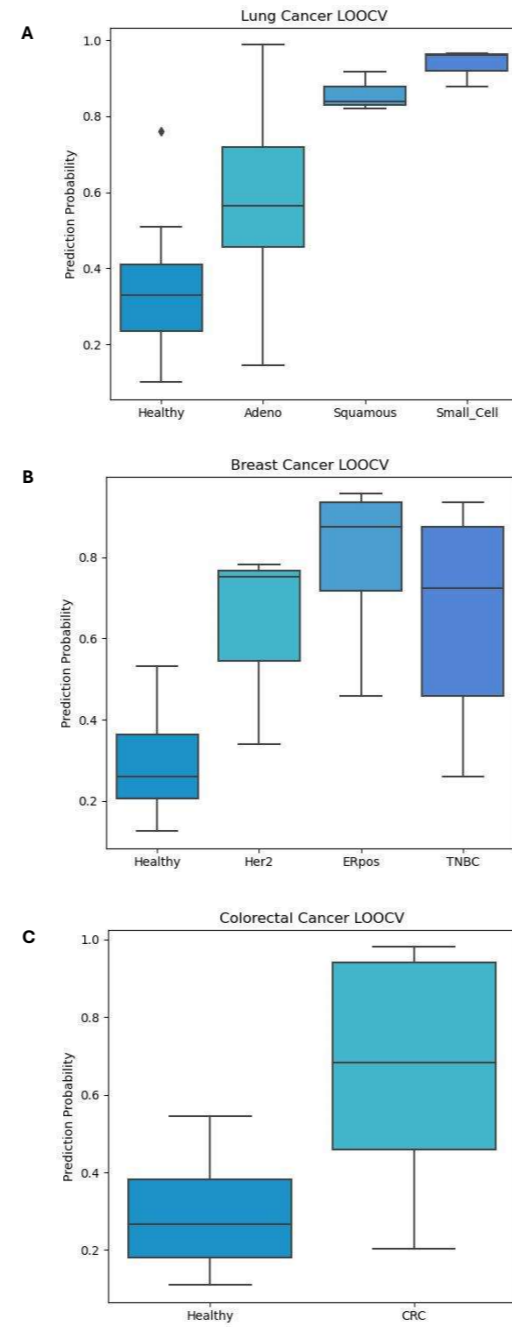 A
Lung Cancer LOOCV
Prediction Probability
1.0
0.8
0.6
0.4
0.2
Healthy Adeno Squamous Small_Cell
B
Breast Cancer LOOCV
Prediction Probability
0.8
0.6
0.4
0.2
Healthy Her2 ERpos TNBC
C
Colorectal Cancer LOOCV
Prediction Probability
1.0
0.8
0.6
0.4
0.2
Healthy CRC